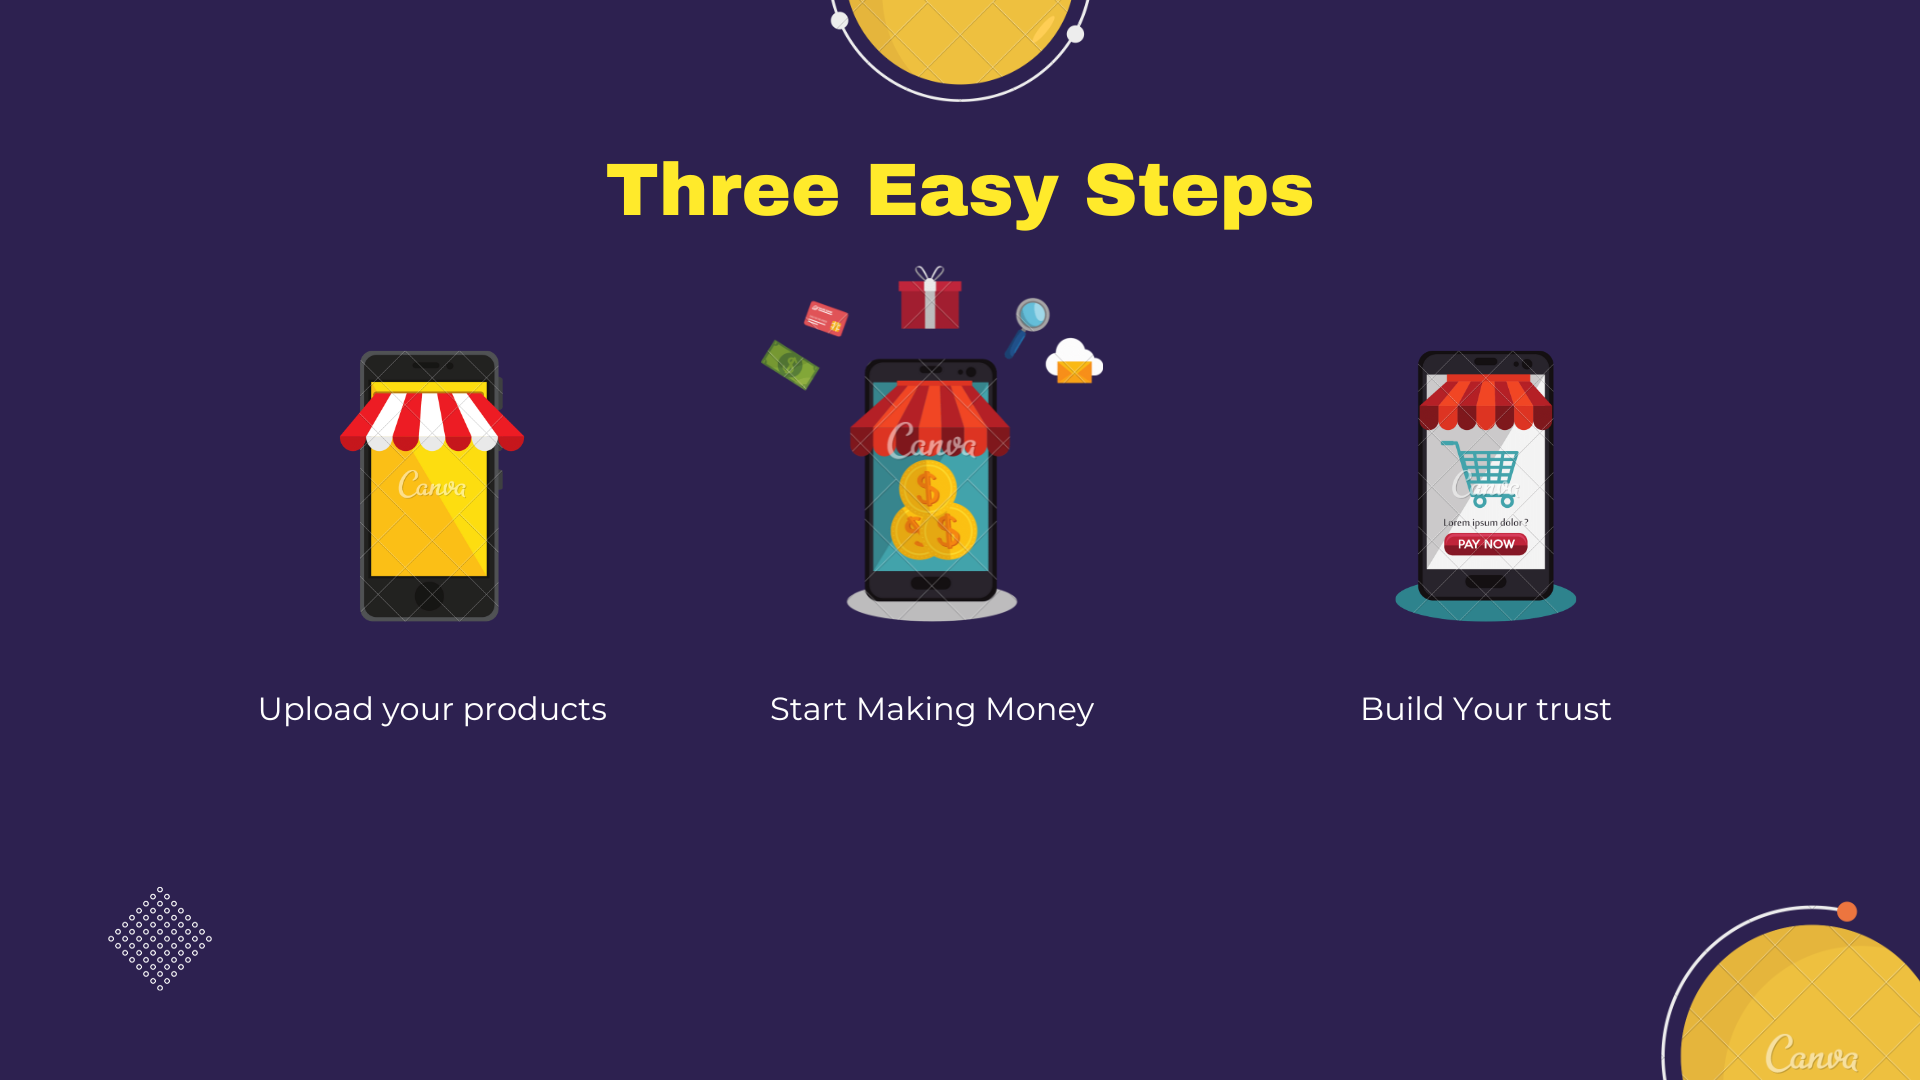 Three Easy Steps
Canva
Canva
Canva
Lorem ipsum dolor ?
PAY NOW
Upload your products
Start Making Money
Build Your trust
Canva